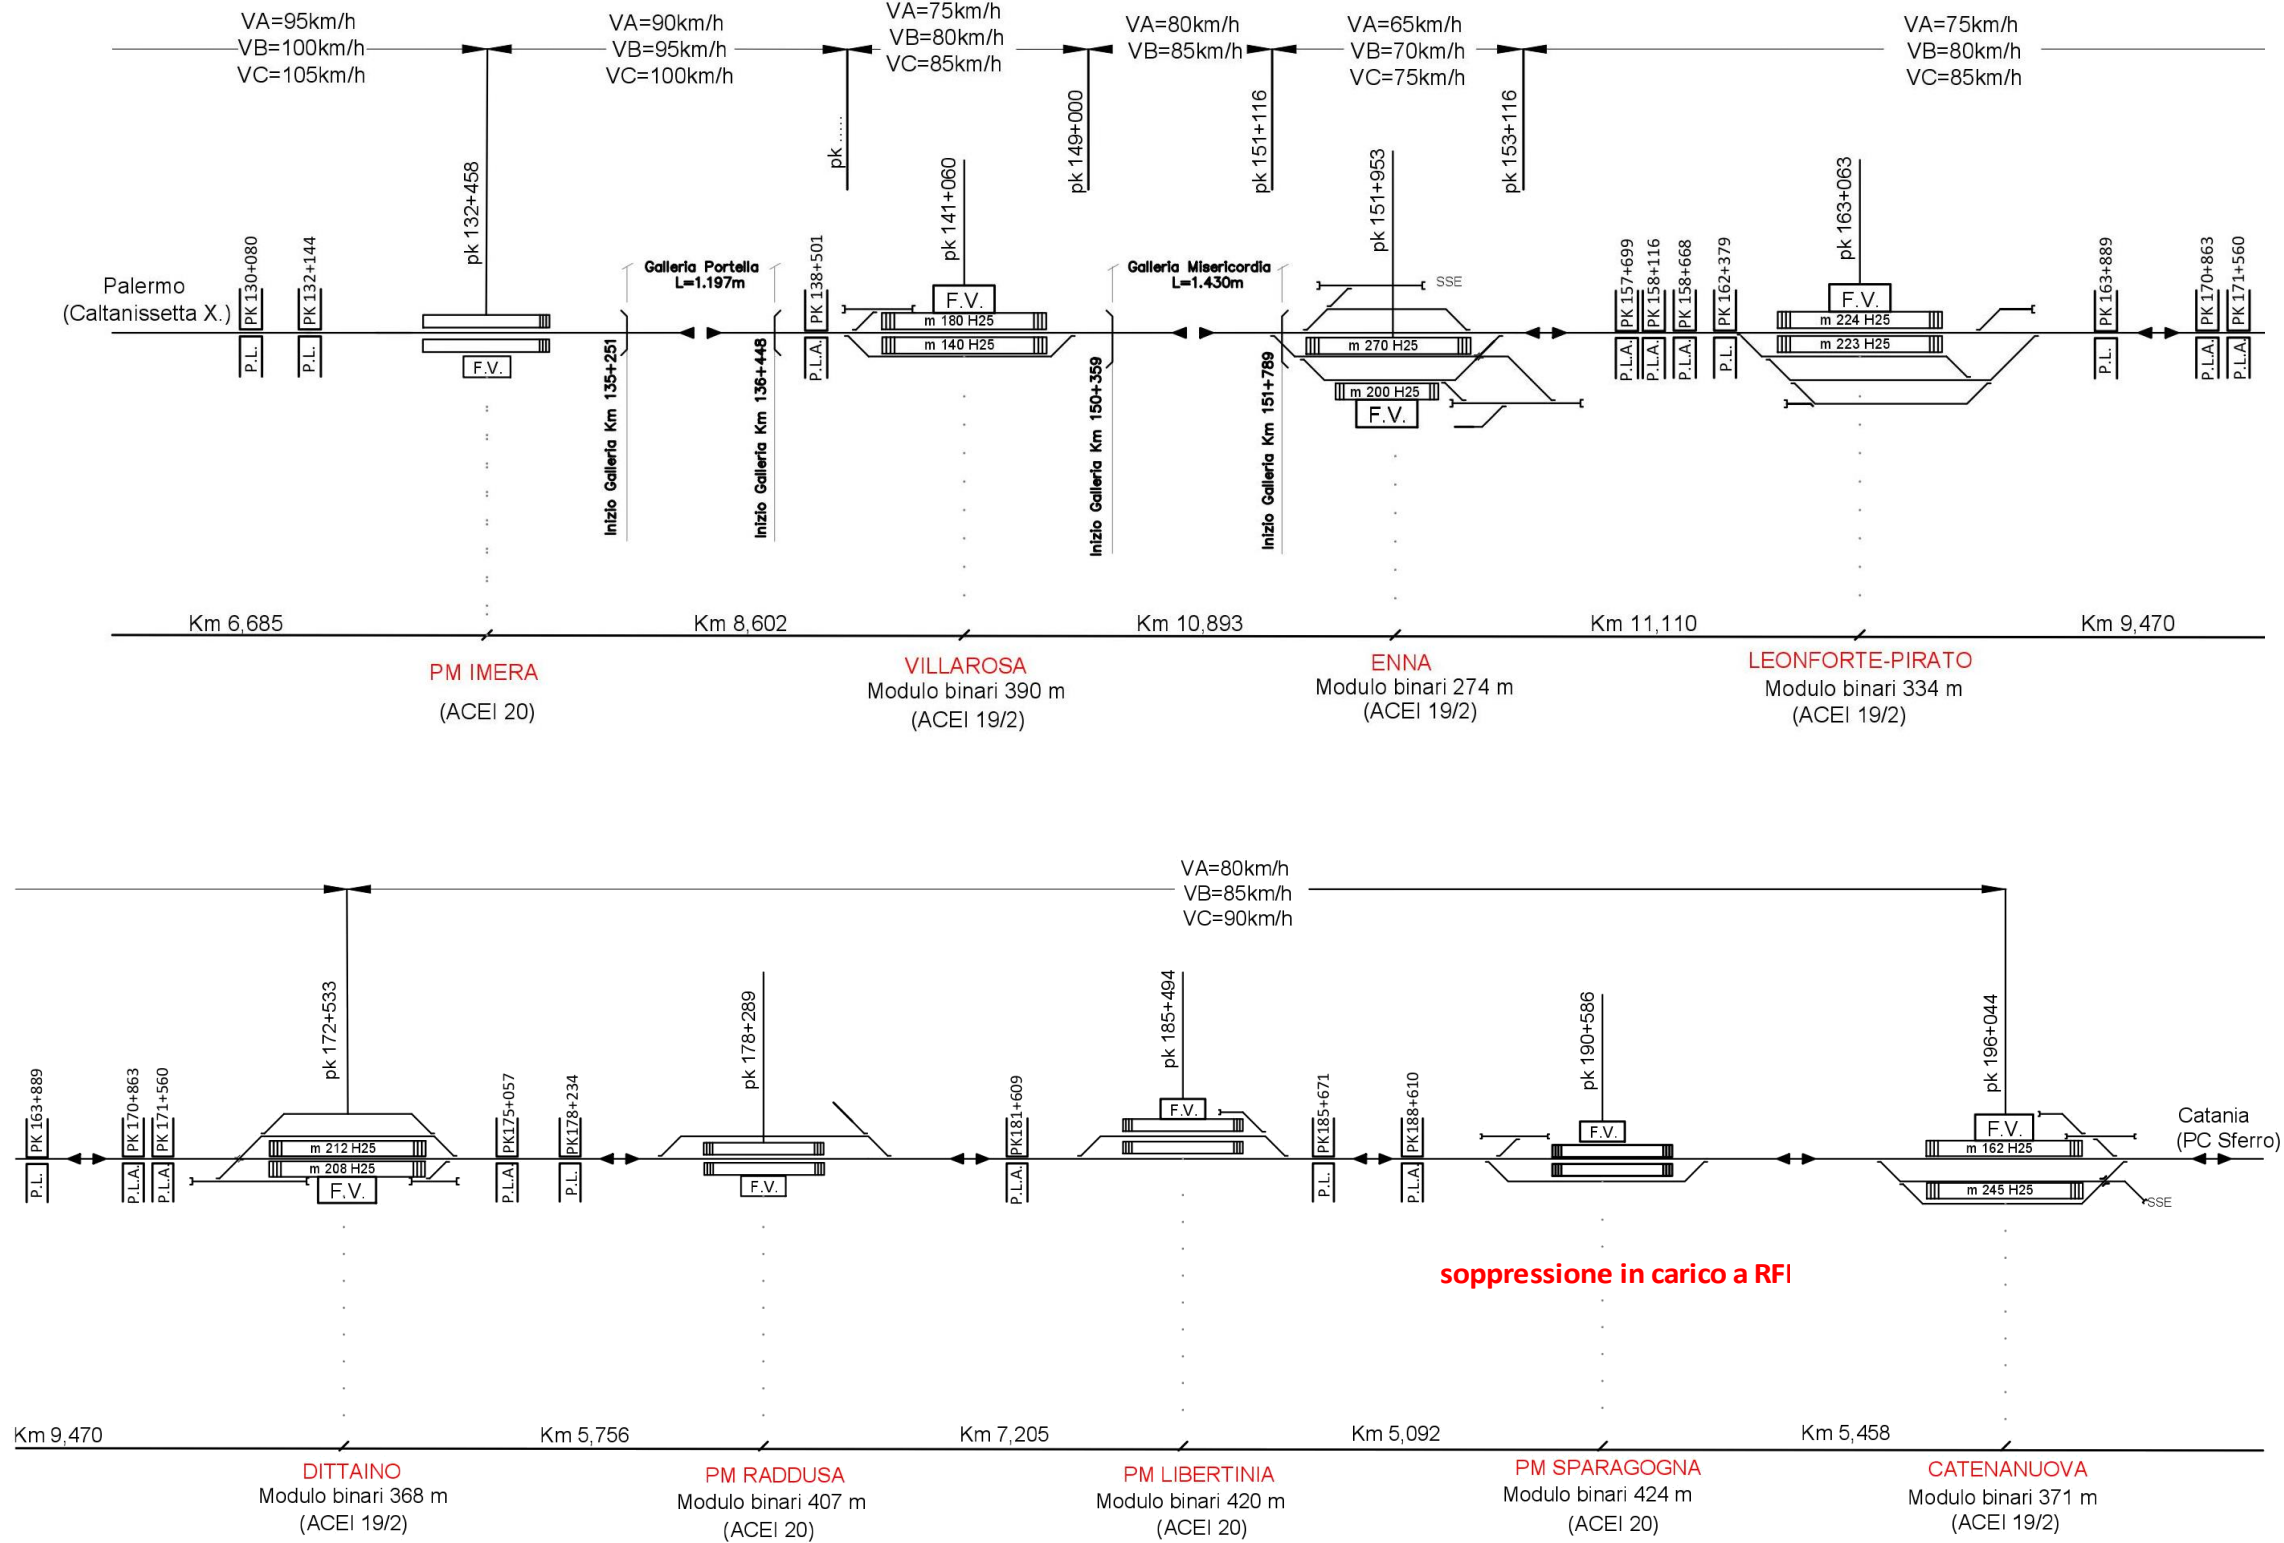 VA=95km/h
VB=100km/h
VC=105km/h
VA=90km/h
VB=95km/h
VC=100km/h
VA=75km/h
VB=80km/h
VC=85km/h
VA=80km/h
VB=85km/h
VA=65km/h
VB=70km/h
VC=75km/h
VA=75km/h
VB=80km/h
VC=85km/h
pk 132+458
pk .....
pk 141+060
pk 149+000
pk 151+116
pk 151+953
pk 153+116
pk 163+063
Palermo
(Caltanissetta X.)
PK 130+080
P.L.
PK 132+144
P.L.
F.V.
Galleria Portella
L=1.197m
Inizio Galleria Km 135+251
Inizio Galleria Km 136+448
PK 138+501
P.L.A.
F.V.
m 180 H25
m 140 H25
Galleria Misericordia
L=1.430m
Inizio Galleria Km 150+359
Inizio Galleria Km 151+789
SSE
m 270 H25
m 200 H25
F.V.
PK 157+699
P.L.A.
PK 158+116
P.L.A.
PK 158+668
P.L.A.
PK 162+379
P.L.
F.V.
m 224 H25
m 223 H25
PK 163+889
P.L.
PK 170+863
P.L.A.
PK 171+560
P.L.A.
Km 6,685
Km 8,602
Km 10,893
Km 11,110
Km 9,470
PM IMERA
(ACEI 20)
VILLAROSA
Modulo binari 390 m
(ACEI 19/2)
ENNA
Modulo binari 274 m
(ACEI 19/2)
LEONFORTE-PIRATO
Modulo binari 334 m
(ACEI 19/2)
VA=80km/h
VB=85km/h
VC=90km/h
pk 172+533
pk 178+289
pk 185+494
pk 190+586
pk 196+044
PK 163+889
P.L.
PK 170+863
P.L.A.
PK 171+560
P.L.A.
m 212 H25
m 208 H25
F.V.
PK175+057
P.L.A.
PK178+234
P.L.
F.V.
PK181+609
P.L.A.
F.V.
PK185+671
P.L.
PK188+610
P.L.A.
F.V.
F.V.
m 162 H25
m 245 H25
SSE
Catania
(PC Sferro)
soppressione in carico a RFI
Km 9,470
Km 5,756
Km 7,205
Km 5,092
Km 5,458
DITTAINO
Modulo binari 368 m
(ACEI 19/2)
PM RADDUSA
Modulo binari 407 m
(ACEI 20)
PM LIBERTINIA
Modulo binari 420 m
(ACEI 20)
PM SPARAGOGNA
Modulo binari 424 m
(ACEI 20)
CATENANUOVA
Modulo binari 371 m
(ACEI 19/2)